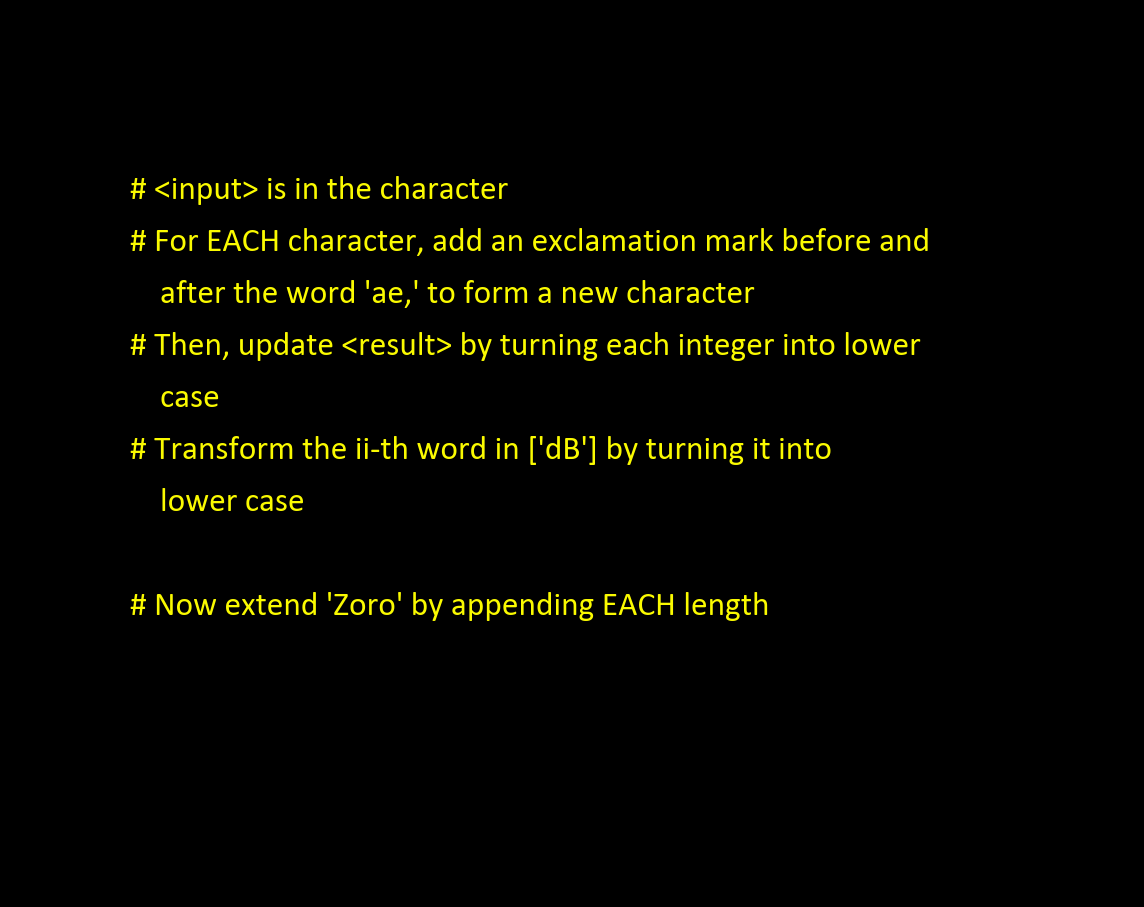 # <input> is in the character
# For EACH character, add an exclamation mark before and
after the word 'ae,' to form a new character
# Then, update <result> by turning each integer into lower
case
# Transform the ii-th word in ['dB'] by turning it into
lower case
# Now extend 'Zoro' by appending EACH length